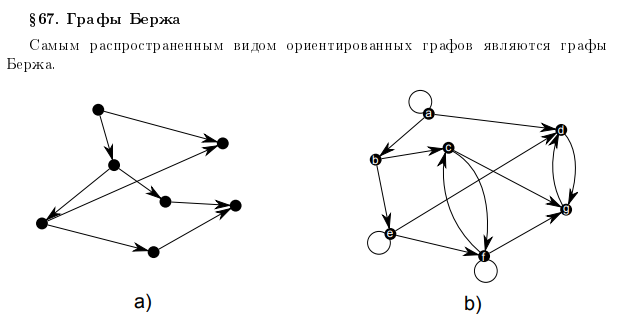 §67. Графы Бержа
Самым распространенным видом ориентированных графов являются графы
Бержа.
a
d
b
c
g
e
f
а)
b)